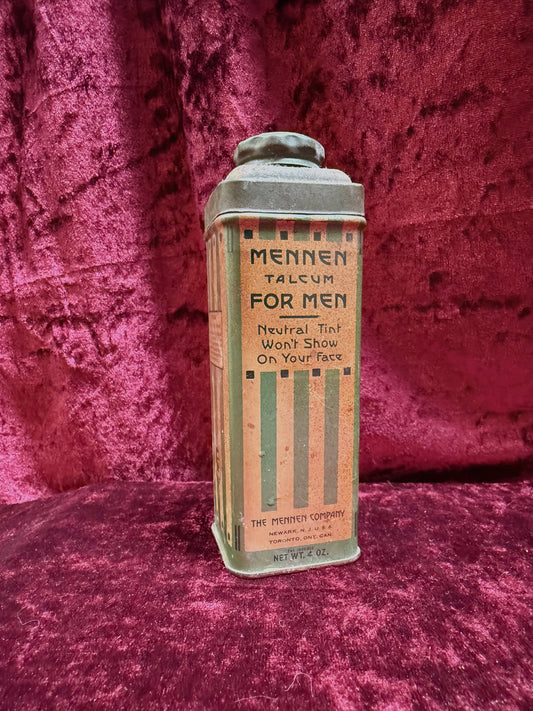 MENNEN
TALCUM
FOR MEN
Neutral Tint
Won't Show
On Your Face
THE MENNEN COMPANY
NEWARK, N.J. U.S.A.
TORONTO, ONT. CAN.
NET WT. 4 OZ.